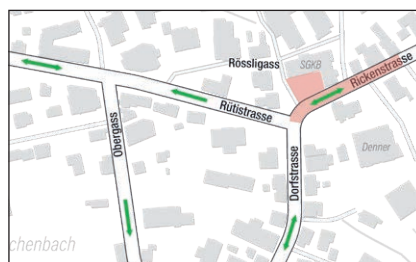 Rössligass
SGKB
Rickenstrasse
Rütistrasse
Obergass
Dorfstrasse
Denner
chenbach